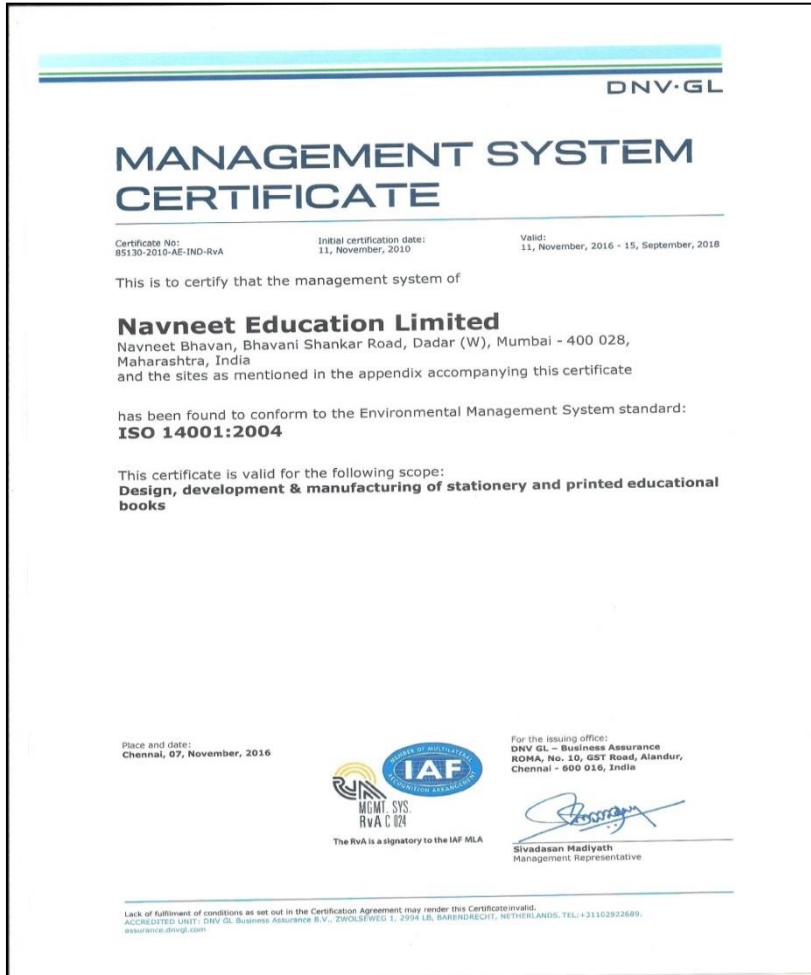 DNV·GL
MANAGEMENT SYSTEM
CERTIFICATE
Certificate No:
85130-2010-AE-IND-RvA
Initial certification date:
11, November, 2010
Valid:
11, November, 2016 - 15, September, 2018
This is to certify that the management system of
Navneet Education Limited
Navneet Bhavan, Bhavani Shankar Road, Dadar (W), Mumbai - 400 028,
Maharashtra, India
and the sites as mentioned in the appendix accompanying this certificate
has been found to conform to the Environmental Management System standard:
ISO 14001:2004
This certificate is valid for the following scope:
Design, development & manufacturing of stationery and printed educational
books
Place and date:
Chennai, 07, November, 2016
MEMBER OF MULTILATERAL
IAF
RECOGNITION ARRANGEMENT
RvA
MGMT. SYS.
RvA C 024
The RvA is a signatory to the IAF MLA
For the issuing office:
DNV GL – Business Assurance
ROMA, No. 10, GST Road, Alandur,
Chennai - 600 016, India
Sivadasan Madiyath
Management Representative
Lack of fulfilment of conditions as set out in the Certification Agreement may render this Certificate invalid.
ACCREDITED UNIT: DNV GL Business Assurance B.V., ZWOLSEWEG 1, 2994 LB, BARENDRECHT, NETHERLANDS. TEL:+31102922689.
assurance.dnvgl.com